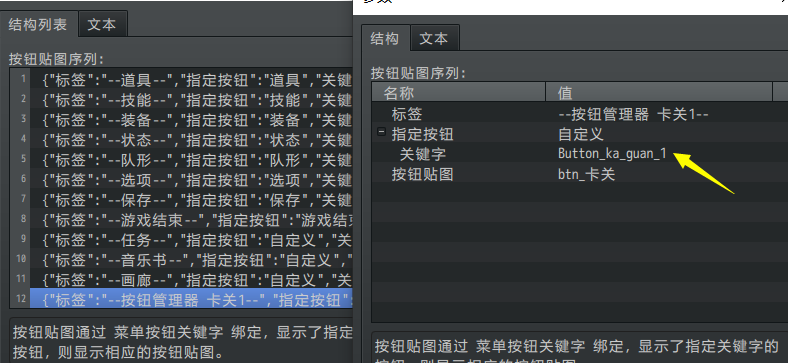 结构列表
文本
按钮贴图序列:
1 {"标签":"--道具--","指定按钮":"道具","关键
2 {"标签":"--技能--","指定按钮":"技能","关键
3 {"标签":"--装备--","指定按钮":"装备","关键
4 {"标签":"--状态--","指定按钮":"状态","关键
5 {"标签":"--队形--","指定按钮":"队形","关键
6 {"标签":"--选项--","指定按钮":"选项","关键
7 {"标签":"--保存--","指定按钮":"保存","关键
8 {"标签":"--游戏结束--","指定按钮":"游戏结束
9 {"标签":"--任务--","指定按钮":"自定义","关
10 {"标签":"--音乐书--","指定按钮":"自定义",
11 {"标签":"--画廊--","指定按钮":"自定义","关
12 {"标签":"--按钮管理器 卡关1--","指定按钮"
按钮贴图通过 菜单按钮关键字 绑定，显示了指定
按钮，则显示相应的按钮贴图。
结构
文本
按钮贴图序列:
名称 值
标签 --按钮管理器 卡关1--
指定按钮 自定义
关键字 Button_ka_guan_1
按钮贴图 btn_卡关
按钮贴图通过 菜单按钮关键字 绑定，显示了指定关键字的